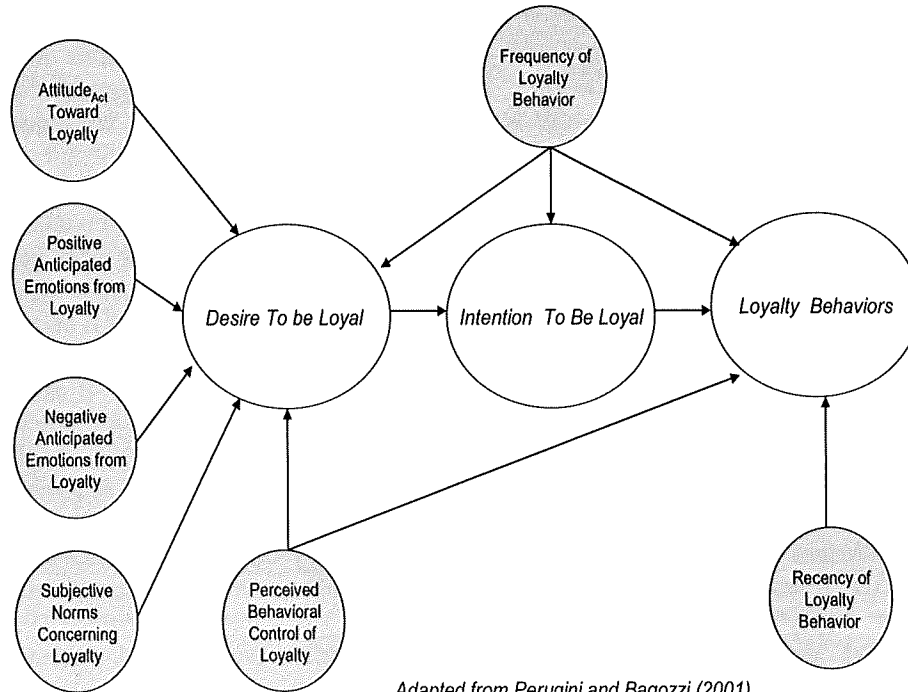 Attitude_Act
Toward
Loyalty
Frequency of
Loyalty
Behavior
Positive
Anticipated
Emotions from
Loyalty
Desire To be Loyal
Intention To Be Loyal
Loyalty Behaviors
Negative
Anticipated
Emotions from
Loyalty
Subjective
Norms
Concerning
Loyalty
Perceived
Behavioral
Control of
Loyalty
Recency of
Loyalty
Behavior
Adapted from Perugini and Bagozzi (2001)